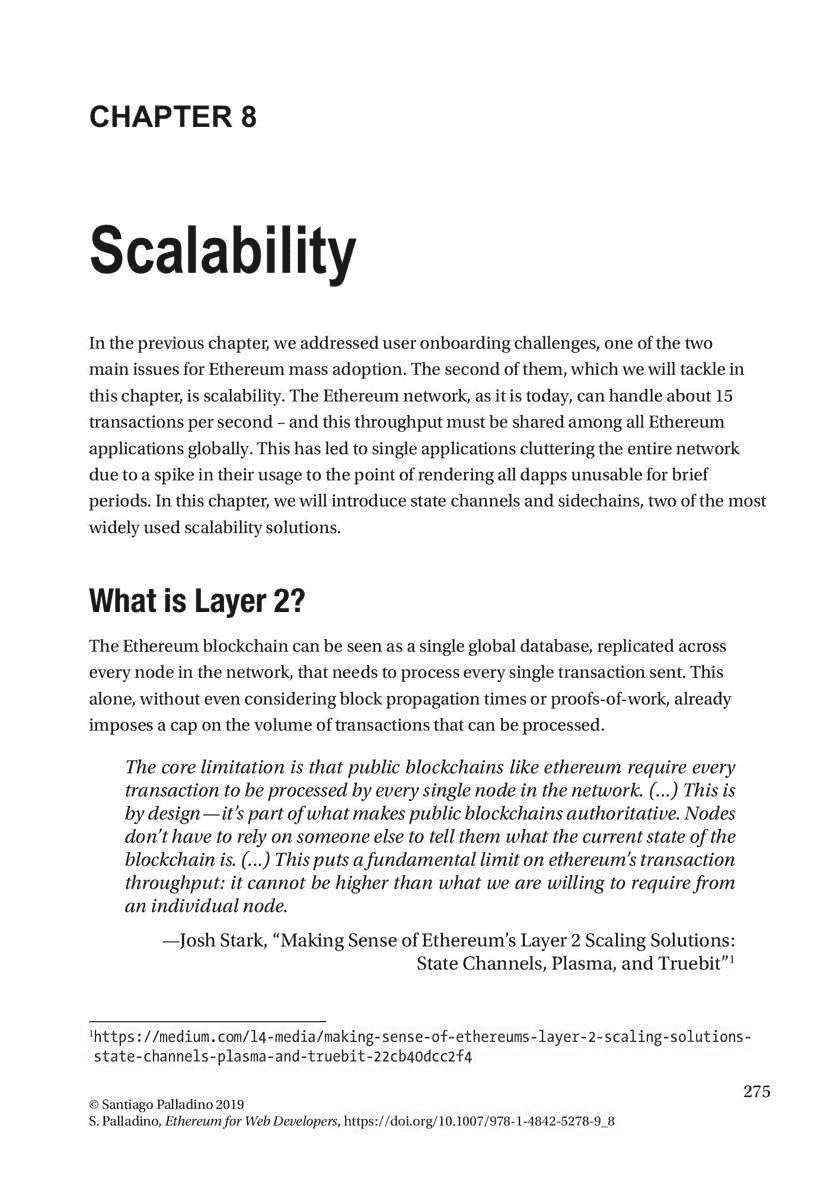 CHAPTER 8
Scalability
In the previous chapter, we addressed user onboarding challenges, one of the two
main issues for Ethereum mass adoption. The second of them, which we will tackle in
this chapter, is scalability. The Ethereum network, as it is today, can handle about 15
transactions per second – and this throughput must be shared among all Ethereum
applications globally. This has led to single applications cluttering the entire network
due to a spike in their usage to the point of rendering all dapps unusable for brief
periods. In this chapter, we will introduce state channels and sidechains, two of the most
widely used scalability solutions.
What is Layer 2?
The Ethereum blockchain can be seen as a single global database, replicated across
every node in the network, that needs to process every single transaction sent. This
alone, without even considering block propagation times or proofs-of-work, already
imposes a cap on the volume of transactions that can be processed.
The core limitation is that public blockchains like ethereum require every
transaction to be processed by every single node in the network. (...) This is
by design—it's part of what makes public blockchains authoritative. Nodes
don't have to rely on someone else to tell them what the current state of the
blockchain is. (...) This puts a fundamental limit on ethereum's transaction
throughput: it cannot be higher than what we are willing to require from
an individual node.
—Josh Stark, “Making Sense of Ethereum's Layer 2 Scaling Solutions:
State Channels, Plasma, and Truebit”¹
¹https://medium.com/l4-media/making-sense-of-ethereums-layer-2-scaling-solutions-
state-channels-plasma-and-truebit-22cb40dcc2f4
275
© Santiago Palladino 2019
S. Palladino, Ethereum for Web Developers, https://doi.org/10.1007/978-1-4842-5278-9_8